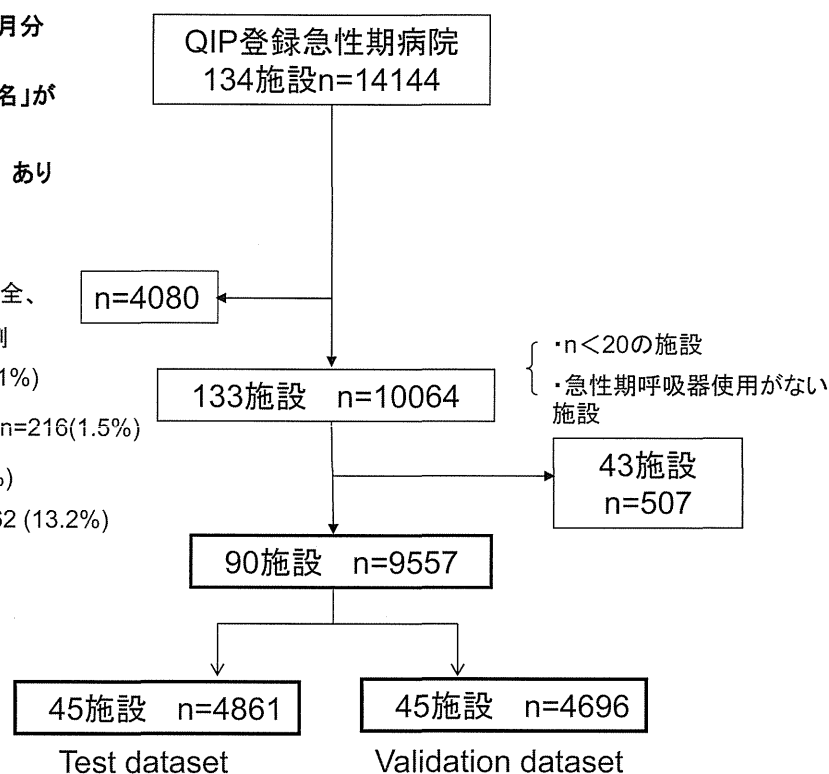 月分
QIP登録急性期病院
134施設n=14144
名」が
あり
全、
n=4080
1%)
・n＜20の施設
・急性期呼吸器使用がない
施設
133施設　n=10064
n=216(1.5%)
43施設
n=507
62 (13.2%)
90施設　n=9557
45施設　n=4861
45施設　n=4696
Test dataset
Validation dataset